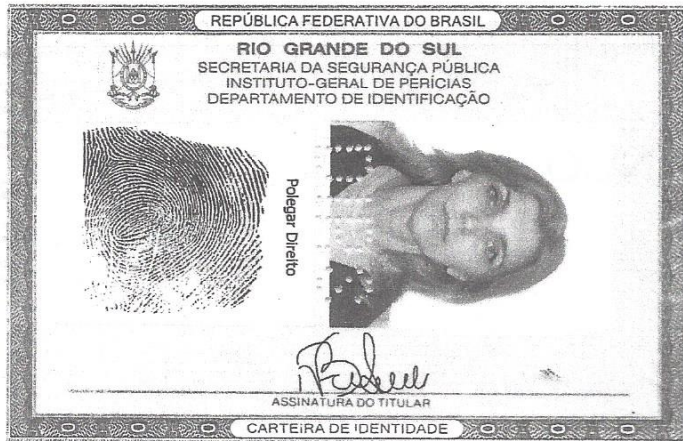 REPÚBLICA FEDERATIVA DO BRASIL
RIO GRANDE DO SUL
SECRETARIA DA SEGURANÇA PÚBLICA
INSTITUTO-GERAL DE PERÍCIAS
DEPARTAMENTO DE IDENTIFICAÇÃO
Polegar Direito
ASSINATURA DO TITULAR
CARTEIRA DE IDENTIDADE